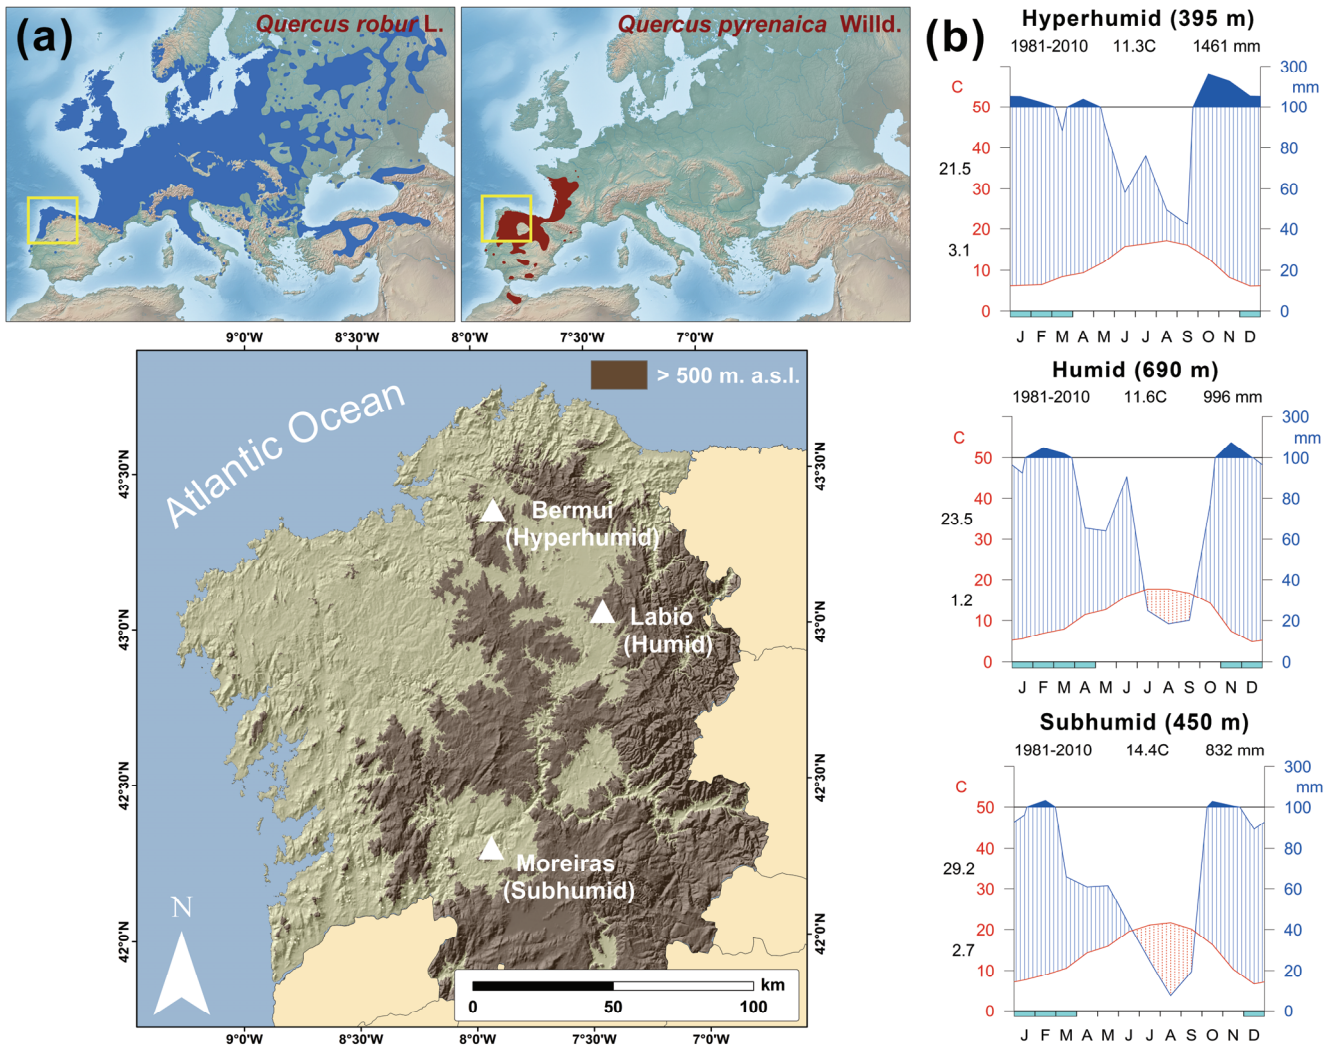 (a)
Quercus robur L.
Quercus pyrenaica Willd.
9°0'W 8°30'W 8°0'W 7°30'W 7°0'W
> 500 m. a.s.l.
Atlantic Ocean
43°30'N
43°30'N
Bermui
(Hyperhumid)
43°0'N
43°0'N
Labio
(Humid)
42°30'N
42°30'N
Moreiras
(Subhumid)
N
42°0'N
42°0'N
km
0 50 100
9°0'W 8°30'W 8°0'W 7°30'W 7°0'W
(b)
Hyperhumid (395 m)
1981-2010 11.3C 1461 mm
C 300
mm
50 100
40 80
21.5
30 60
20 40
3.1
10 20
0 0
J F M A M J J A S O N D
Humid (690 m)
1981-2010 11.6C 996 mm
C 300
mm
50 100
40 80
23.5
30 60
20 40
1.2
10 20
0 0
J F M A M J J A S O N D
Subhumid (450 m)
1981-2010 14.4C 832 mm
C 300
mm
50 100
40 80
29.2
30 60
20 40
2.7
10 20
0 0
J F M A M J J A S O N D